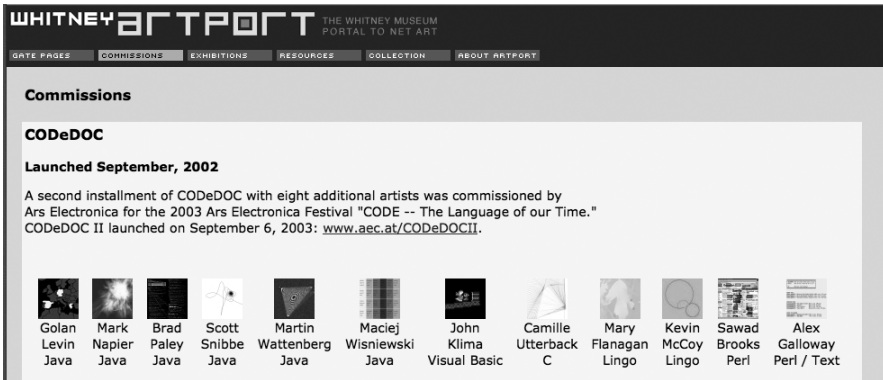 WHITNEY artport THE WHITNEY MUSEUM
PORTAL TO NET ART
GATE PAGES COMMISSIONS EXHIBITIONS RESOURCES COLLECTION ABOUT ARTPORT
Commissions
CODeDOC
Launched September, 2002
A second installment of CODeDOC with eight additional artists was commissioned by
Ars Electronica for the 2003 Ars Electronica Festival "CODE -- The Language of our Time."
CODeDOC II launched on September 6, 2003: www.aec.at/CODeDOCII.
Golan Mark Brad Scott Martin Maciej John Camille Mary Kevin Sawad Alex
Levin Napier Paley Snibbe Wattenberg Wisniewski Klima Utterback Flanagan McCoy Brooks Galloway
Java Java Java Java Java Java Visual Basic C Lingo Lingo Perl Perl / Text